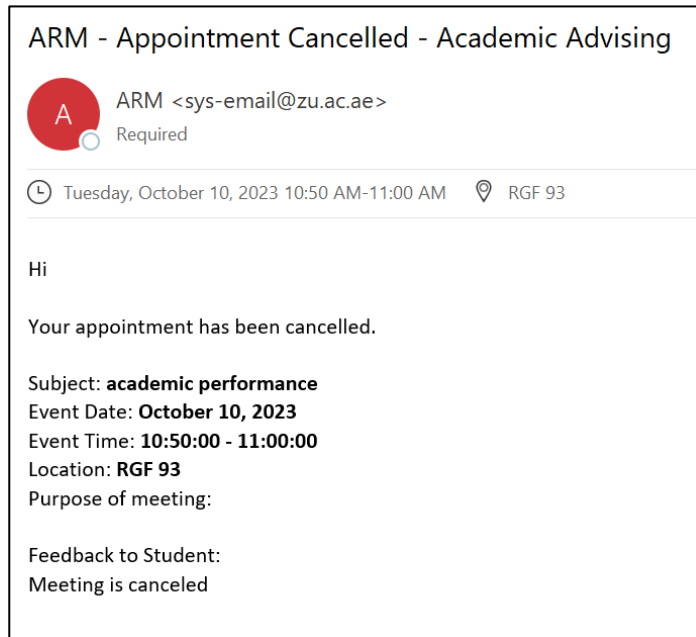 ARM - Appointment Cancelled - Academic Advising
A
ARM <sys-email@zu.ac.ae>
Required
Tuesday, October 10, 2023 10:50 AM-11:00 AM RGF 93
Hi
Your appointment has been cancelled.
Subject: academic performance
Event Date: October 10, 2023
Event Time: 10:50:00 - 11:00:00
Location: RGF 93
Purpose of meeting:
Feedback to Student:
Meeting is canceled